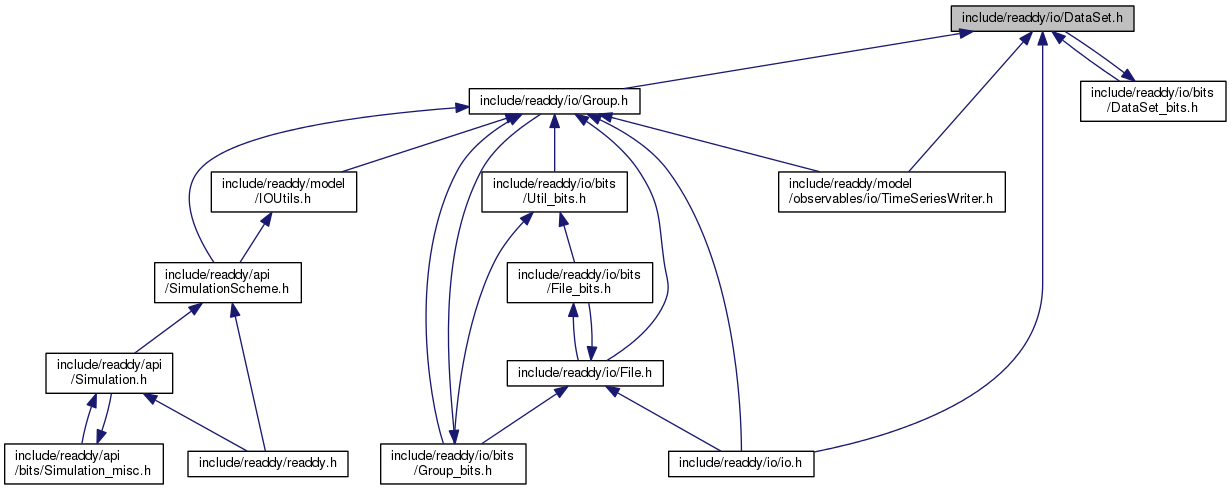 include/readdy/io/DataSet.h
include/readdy/io/Group.h
include/readdy/io/bits
/DataSet_bits.h
include/readdy/model
/IOUtils.h
include/readdy/io/bits
/Util_bits.h
include/readdy/model
/observables/io/TimeSeriesWriter.h
include/readdy/api
/SimulationScheme.h
include/readdy/io/bits
/File_bits.h
include/readdy/api
/Simulation.h
include/readdy/io/File.h
include/readdy/api
/bits/Simulation_misc.h
include/readdy/readdy.h
include/readdy/io/bits
/Group_bits.h
include/readdy/io/io.h